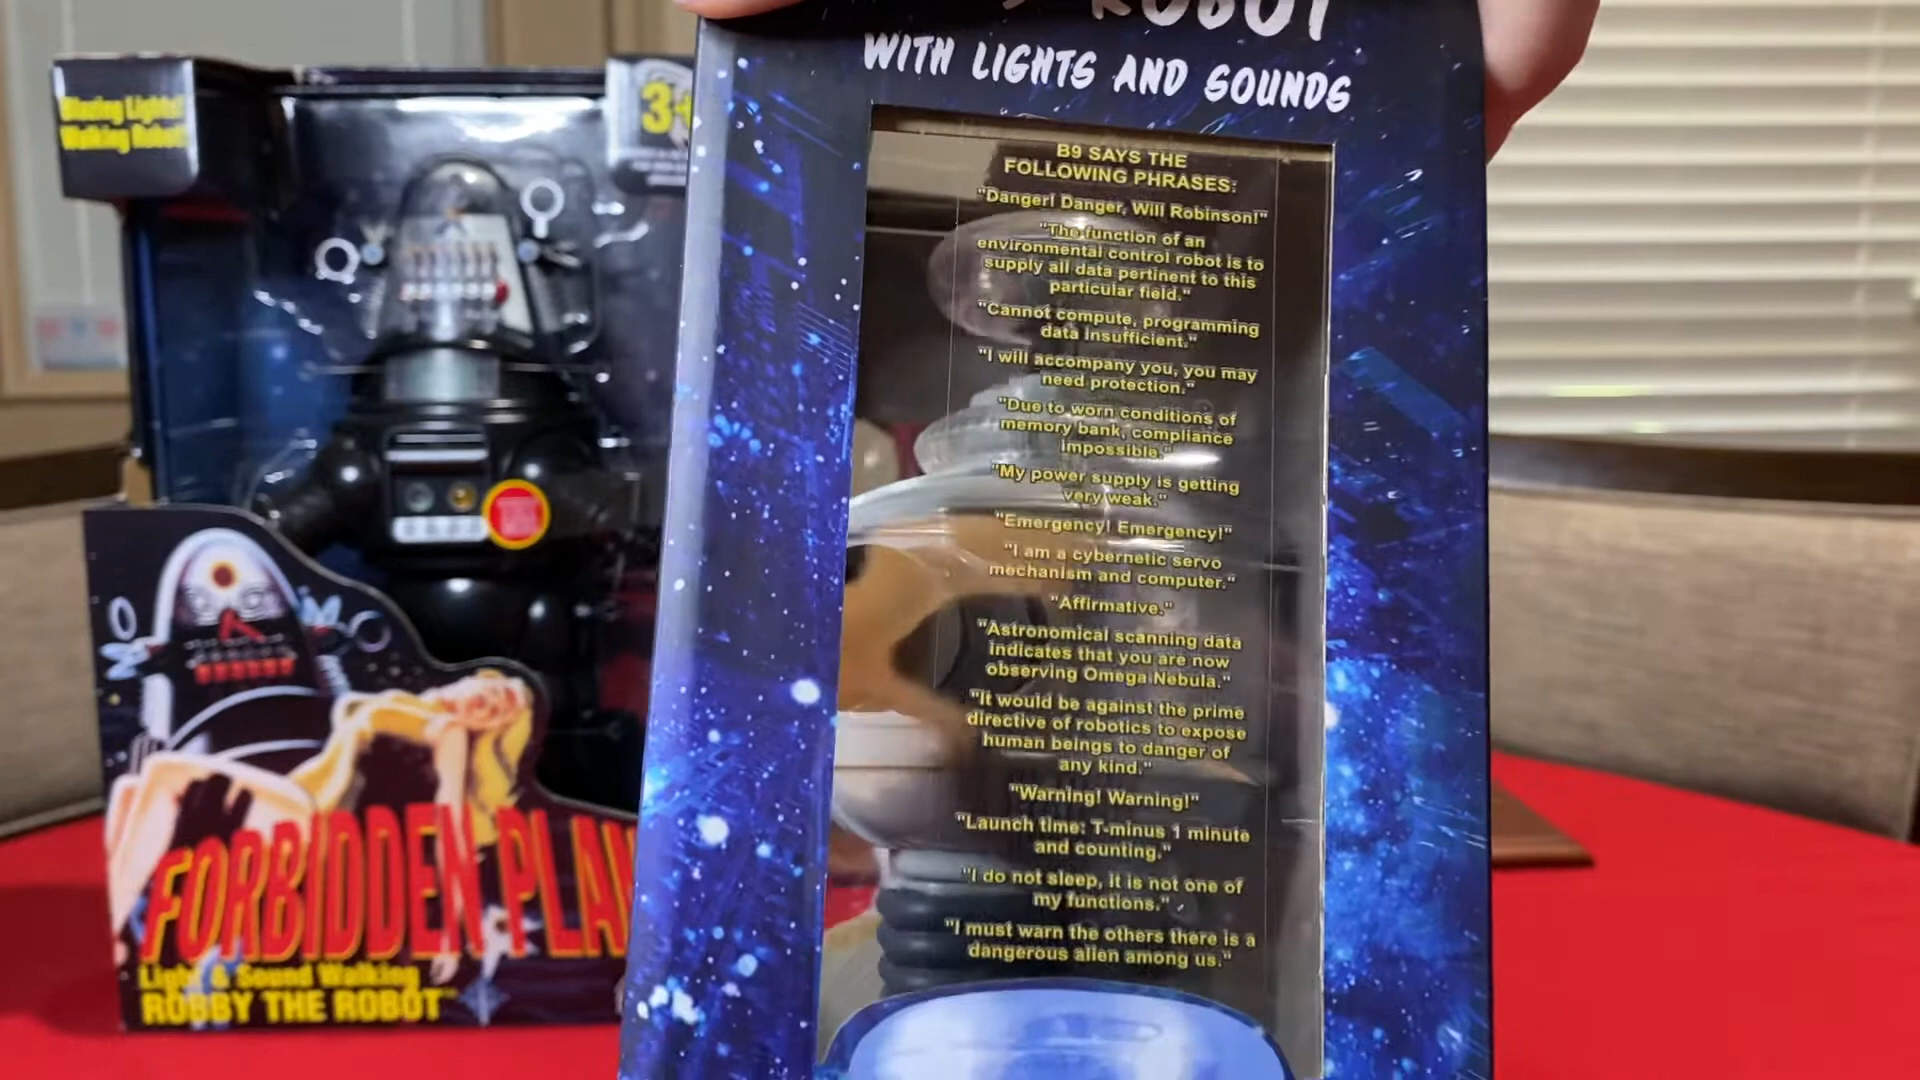 ROBOT
WITH LIGHTS AND SOUNDS
B9 SAYS THE
FOLLOWING PHRASES:
"Danger! Danger, Will Robinson!"
"The function of an
environmental control robot is to
supply all data pertinent to this
particular field."
"Cannot compute, programming
data insufficient."
"I will accompany you, you may
need protection."
"Due to worn conditions of
memory bank, compliance
impossible."
"My power supply is getting
very weak."
"Emergency! Emergency!"
"I am a cybernetic servo
mechanism and computer."
"Affirmative."
"Astronomical scanning data
indicates that you are now
observing Omega Nebula."
"It would be against the prime
directive of robotics to expose
human beings to danger of
any kind."
"Warning! Warning!"
"Launch time: T-minus 1 minute
and counting."
"I do not sleep, it is not one of
my functions."
"I must warn the others there is a
dangerous alien among us."
Blazing Lights!
Walking Robot!
3+
FORBIDDEN PLAN
Light & Sound Walking
ROBBY THE ROBOT™